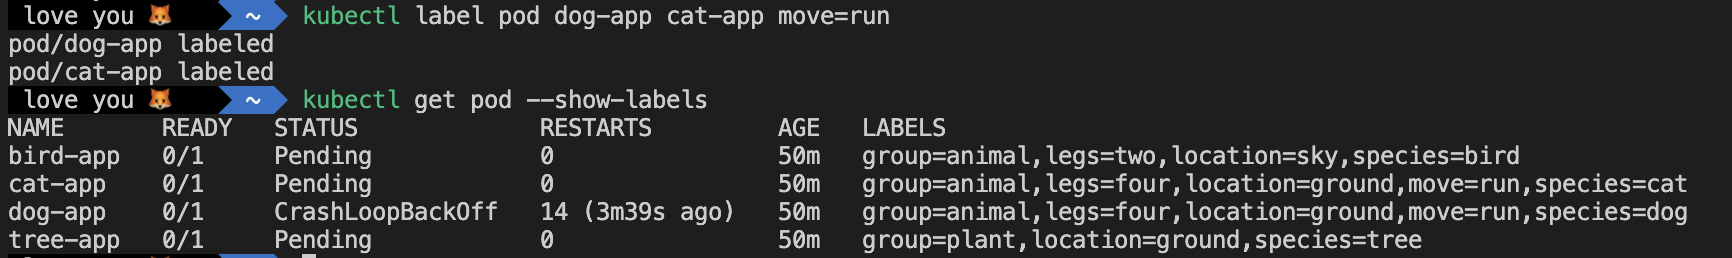 love you 🦊 ~ kubectl label pod dog-app cat-app move=run
pod/dog-app labeled
pod/cat-app labeled
love you 🦊 ~ kubectl get pod --show-labels
NAME READY STATUS RESTARTS AGE LABELS
bird-app 0/1 Pending 0 50m group=animal,legs=two,location=sky,species=bird
cat-app 0/1 Pending 0 50m group=animal,legs=four,location=ground,move=run,species=cat
dog-app 0/1 CrashLoopBackOff 14 (3m39s ago) 50m group=animal,legs=four,location=ground,move=run,species=dog
tree-app 0/1 Pending 0 50m group=plant,location=ground,species=tree